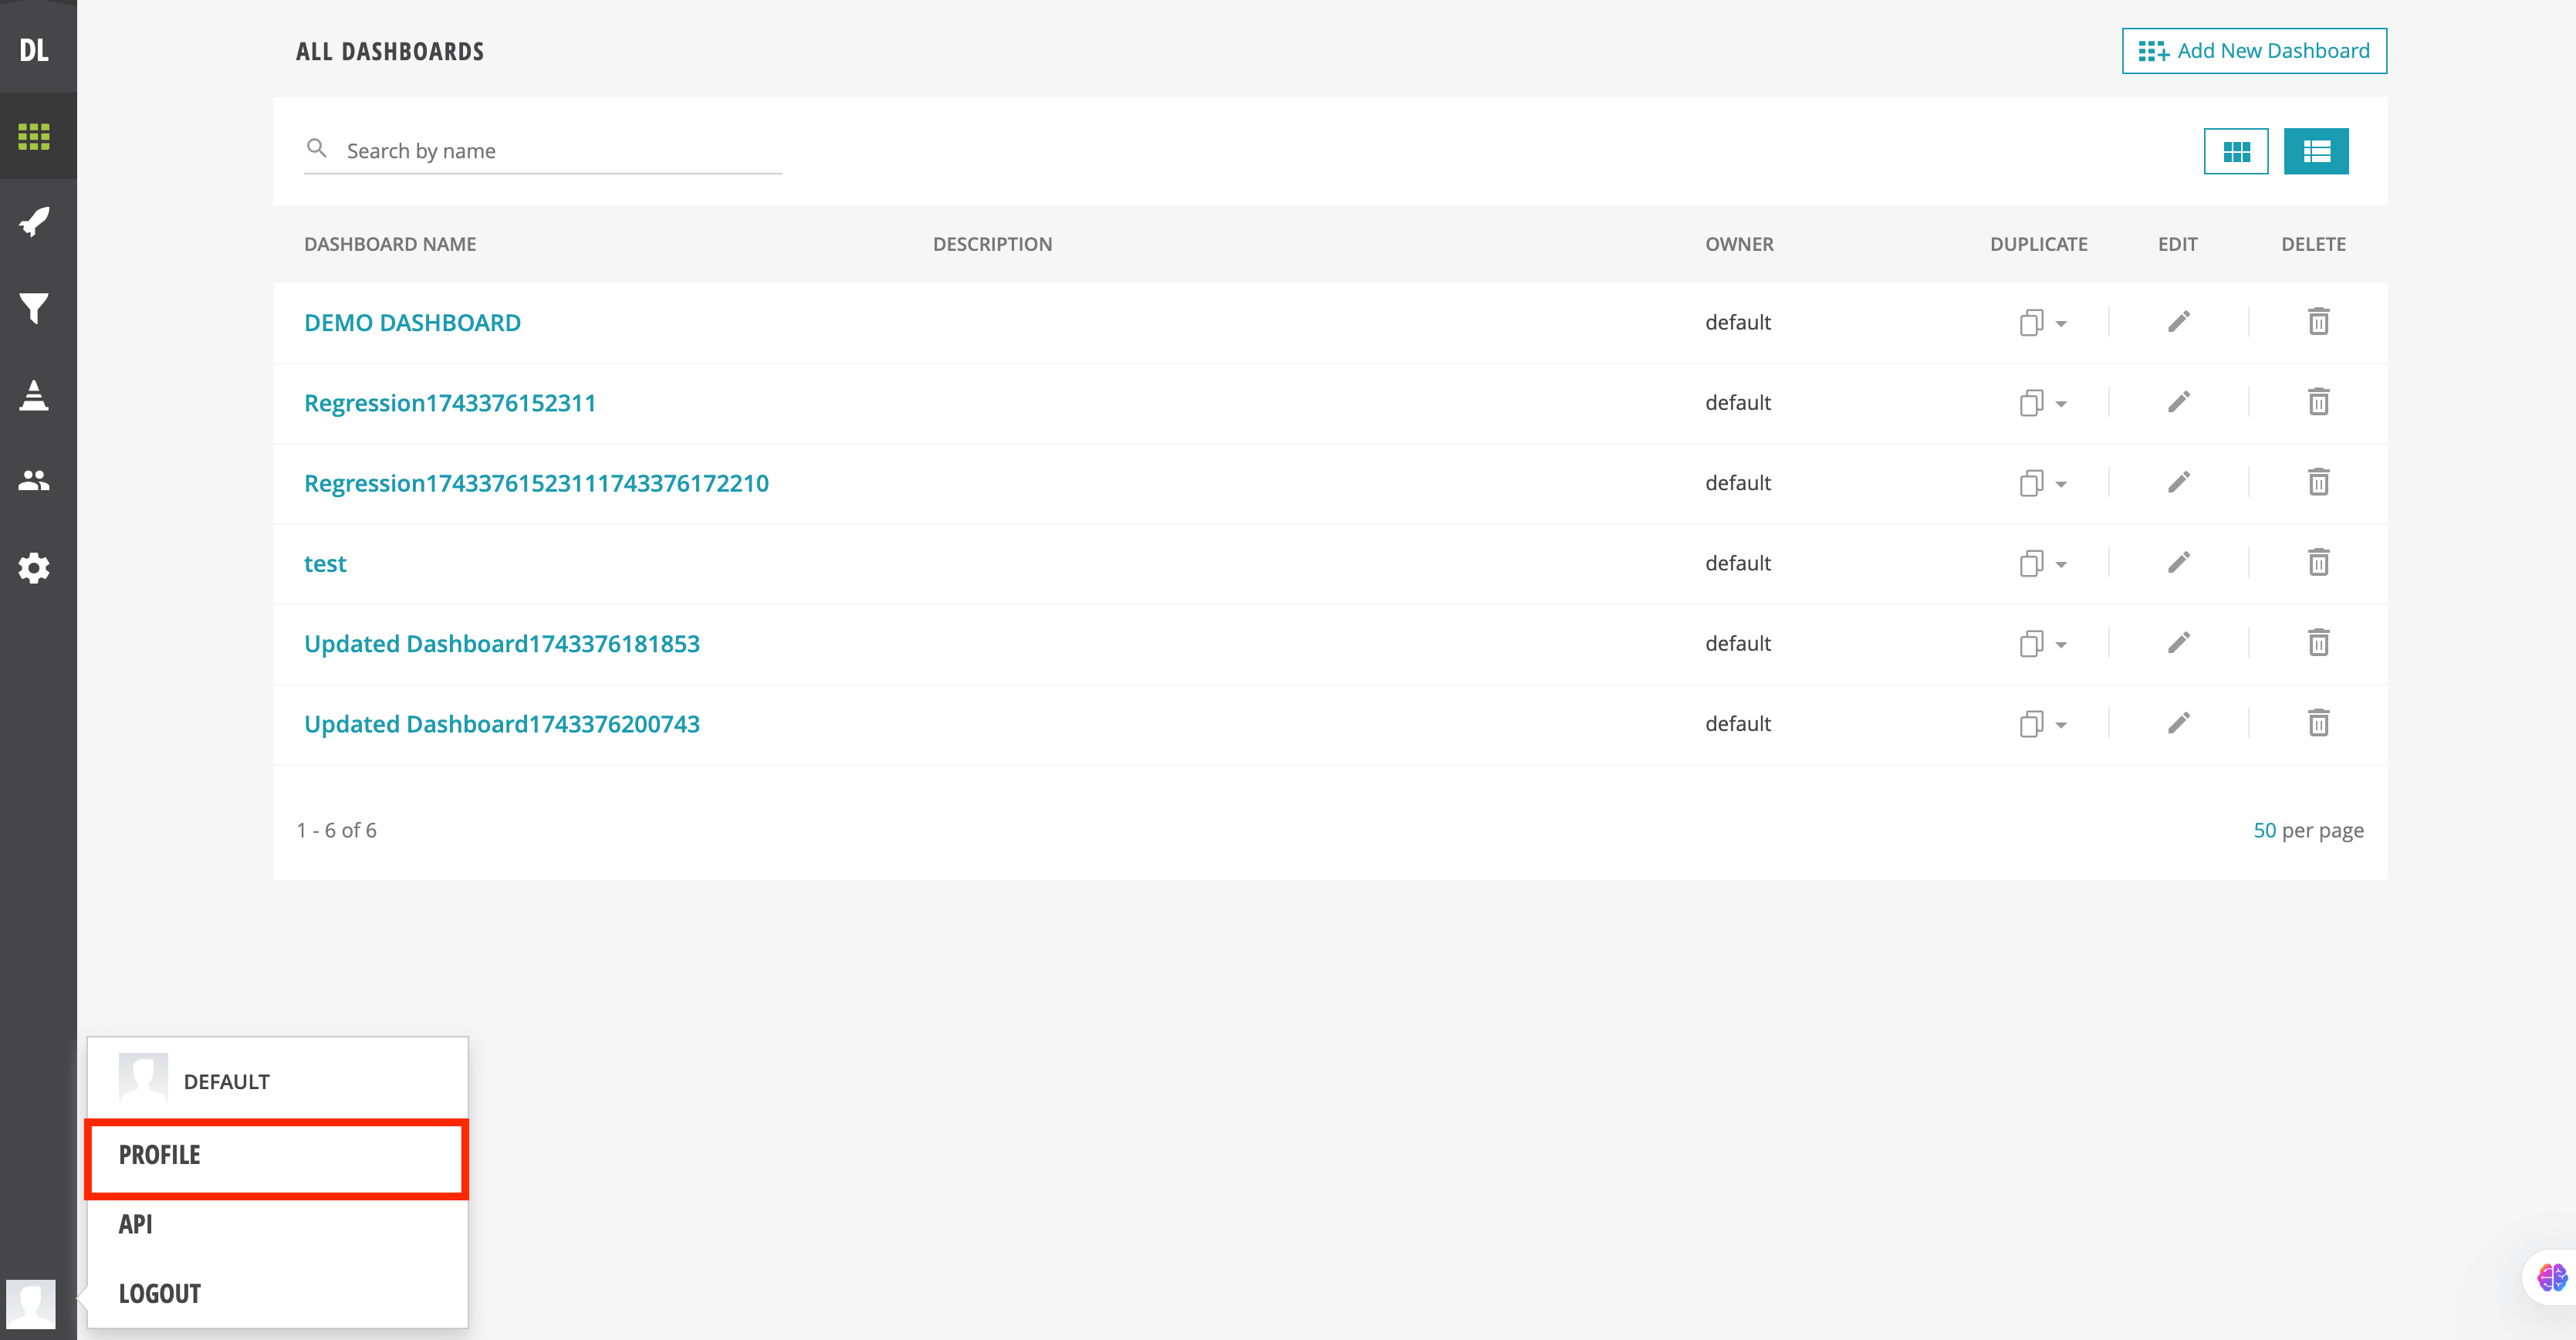 DL
ALL DASHBOARDS
Add New Dashboard
Search by name
DASHBOARD NAME DESCRIPTION OWNER DUPLICATE EDIT DELETE
DEMO DASHBOARD default
Regression1743376152311 default
Regression17433761523111743376172210 default
test default
Updated Dashboard1743376181853 default
Updated Dashboard1743376200743 default
1 - 6 of 6 50 per page
DEFAULT
PROFILE
API
LOGOUT